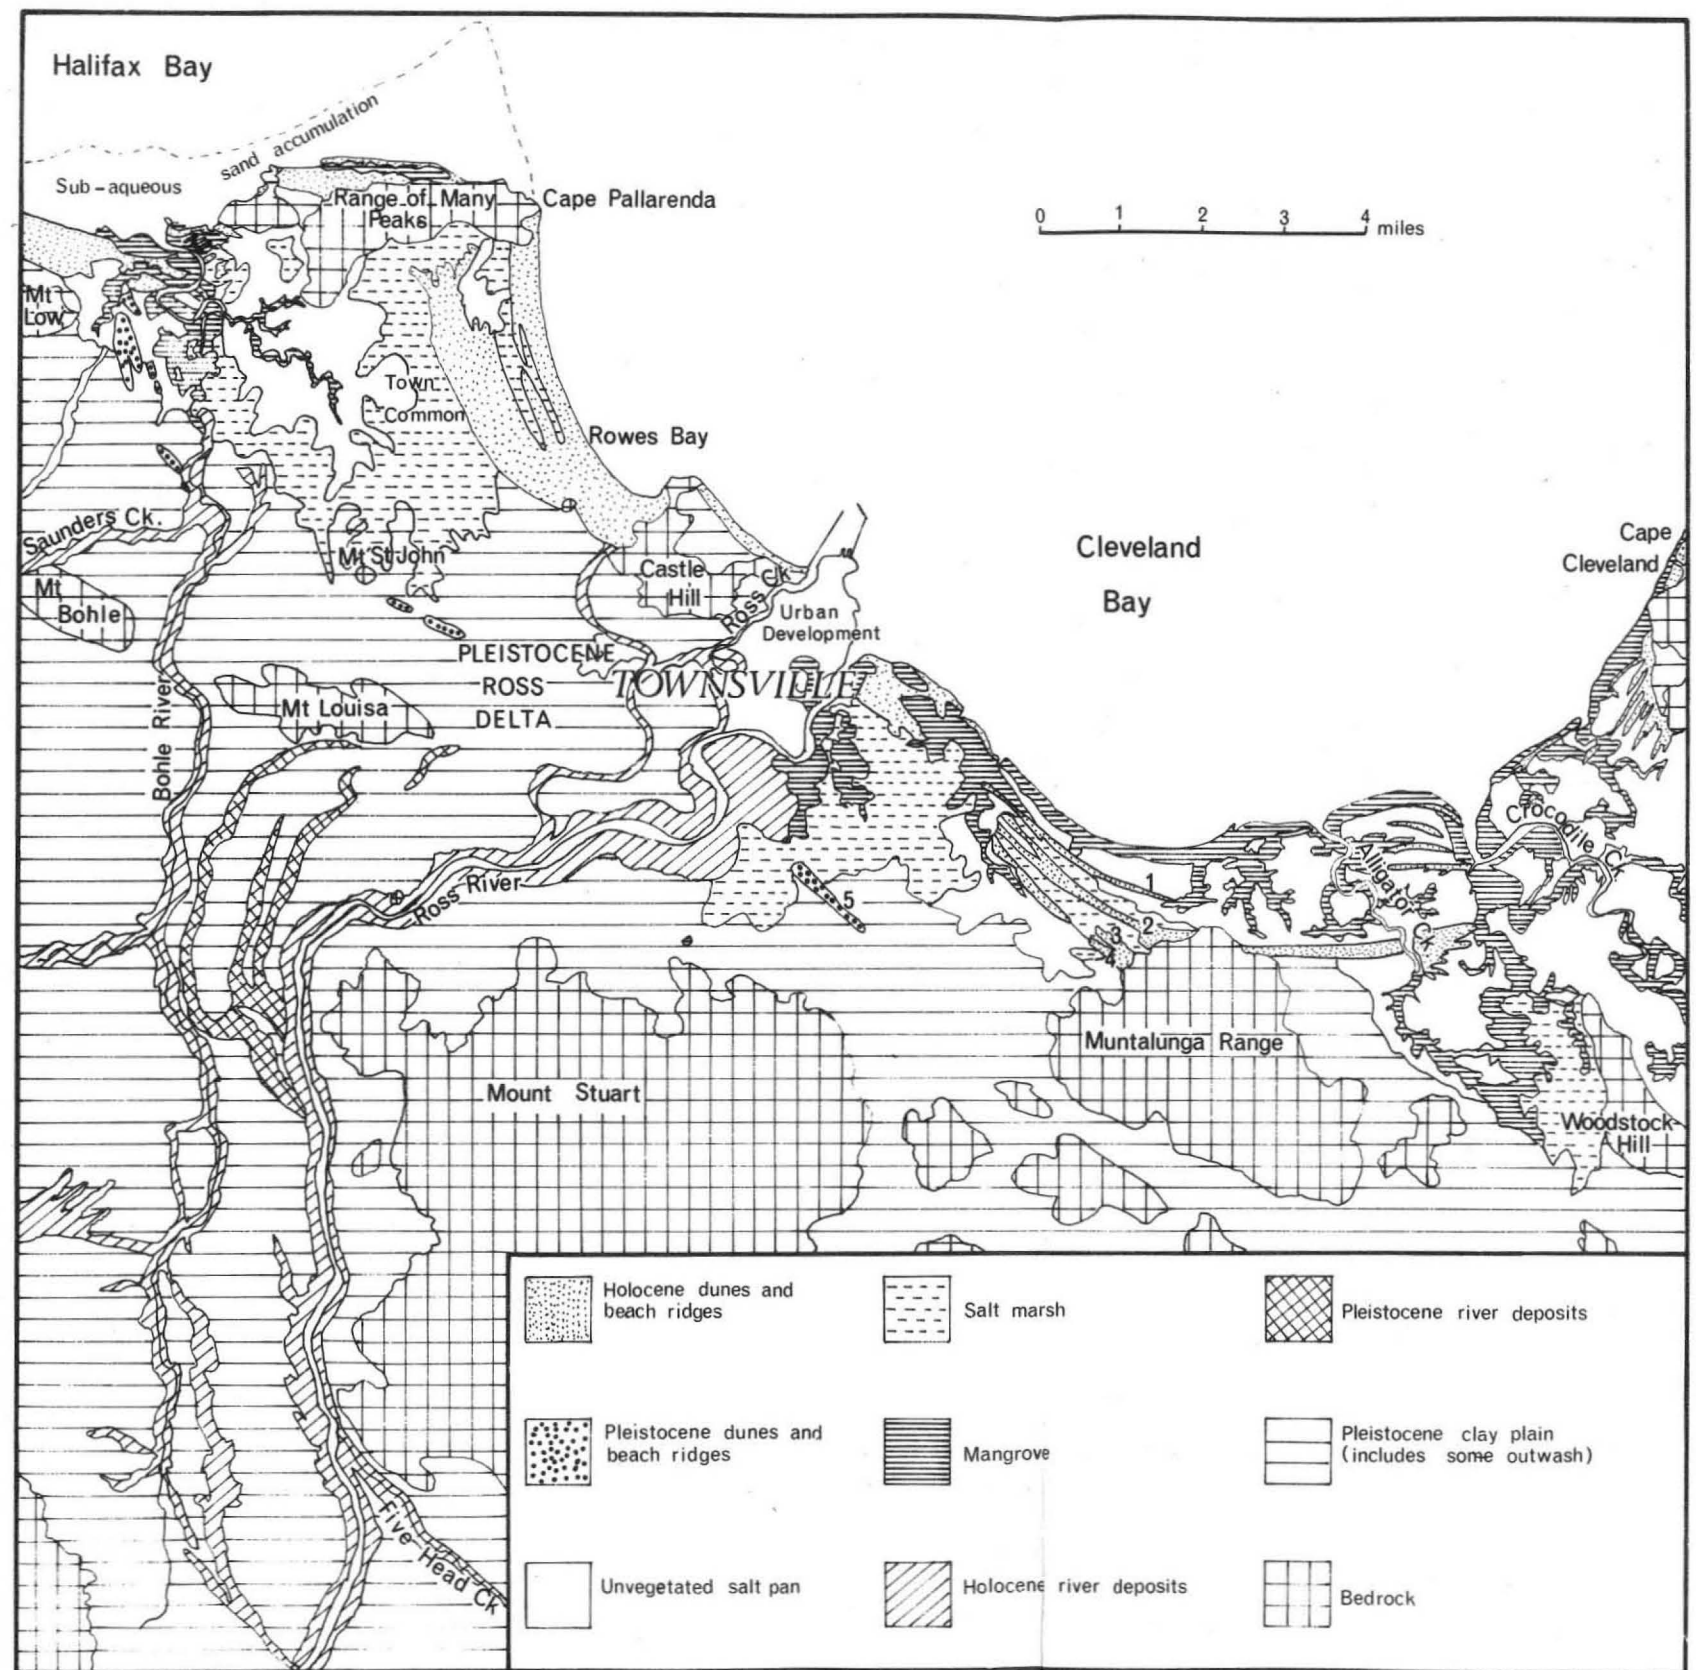 Halifax Bay
sand accumulation
Sub-aqueous
Range of Many
Peaks
Cape Pallarenda
0 1 2 3 4
miles
Mt
Low
Town
Common
Rowes Bay
Saunders Ck.
Mt St John
Mt
Bohle
Castle
Hill
Ross Ck
Urban
Development
Cleveland
Bay
Cape
Cleveland
PLEISTOCENE
ROSS
DELTA
TOWNSVILLE
Mt Louisa
Bohle River
Ross River
Crocodile Ck
Alligator Ck
1
2
3
4
5
Muntalunga Range
Mount Stuart
Woodstock
Hill
Five Head Ck
Holocene dunes and
beach ridges
Salt marsh
Pleistocene river deposits
Pleistocene dunes and
beach ridges
Mangrove
Pleistocene clay plain
(includes some outwash)
Unvegetated salt pan
Holocene river deposits
Bedrock